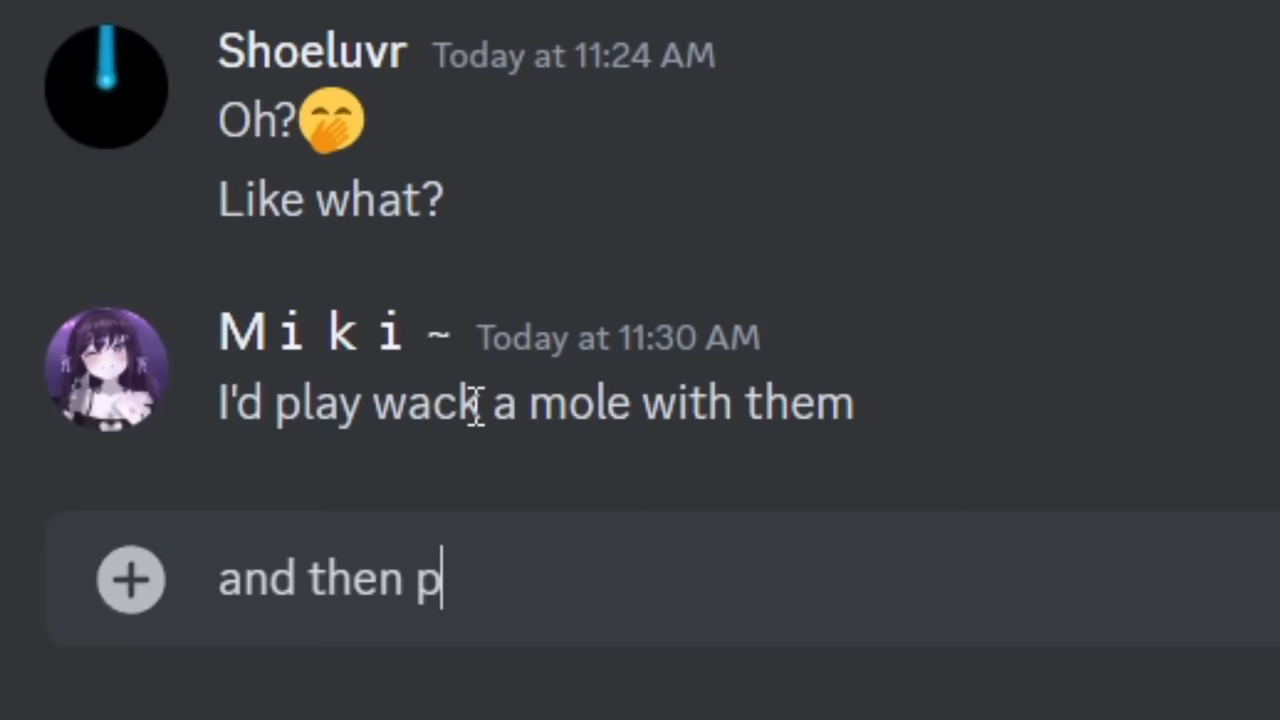 Shoeluvr Today at 11:24 AM
Oh?🤭
Like what?
M i k i ~ Today at 11:30 AM
I'd play wack a mole with them
and then p